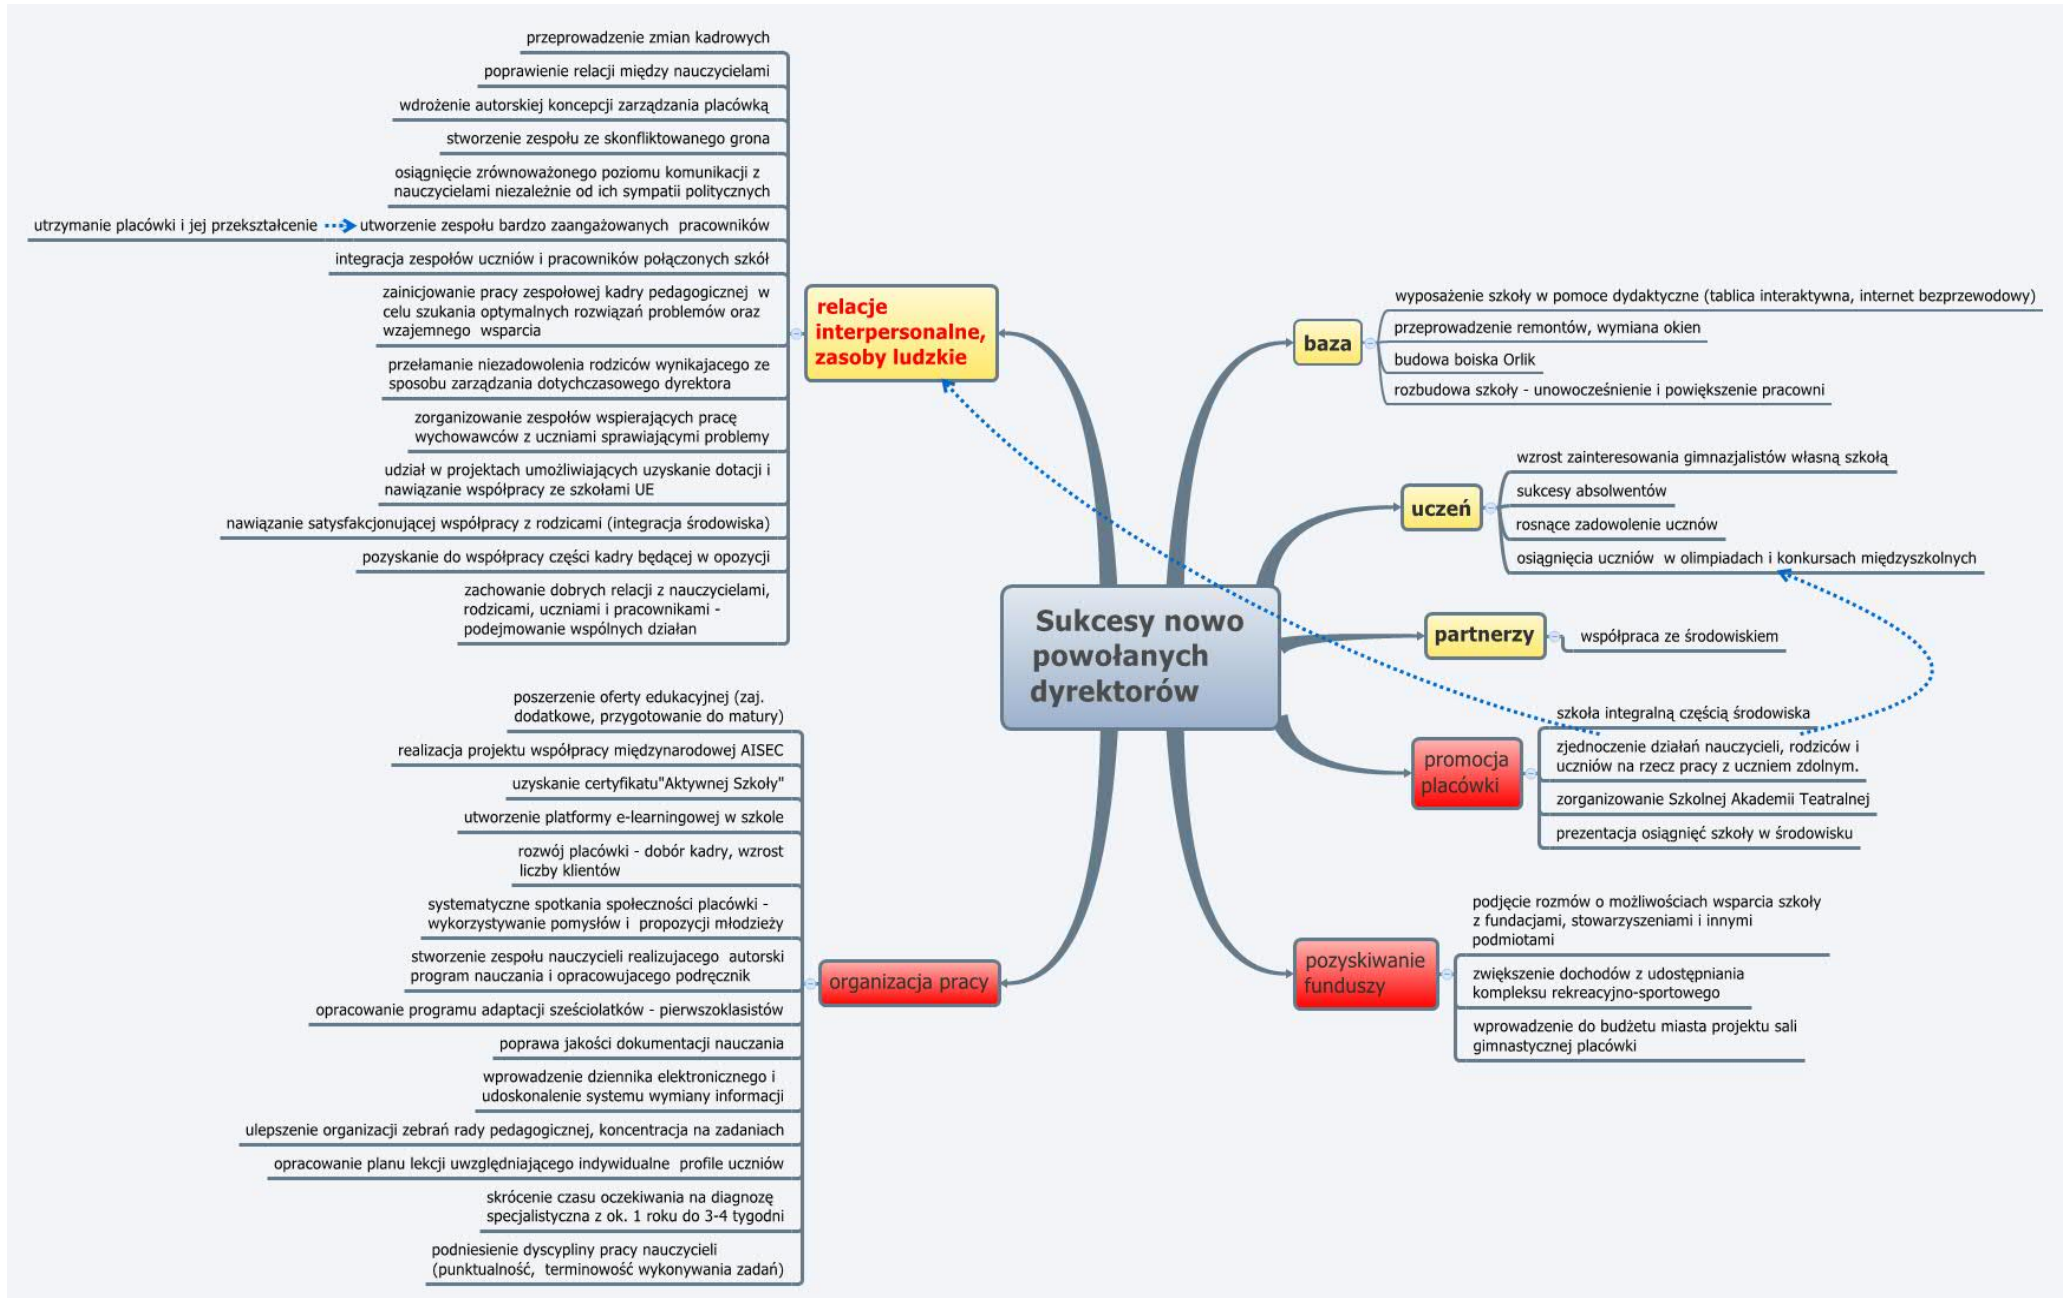 przeprowadzenie zmian kadrowych
poprawienie relacji między nauczycielami
wdrożenie autorskiej koncepcji zarządzania placówką
stworzenie zespołu ze skonfliktowanego grona
osiągnięcie zrównoważonego poziomu komunikacji z
nauczycielami niezależnie od ich sympatii politycznych
utrzymanie placówki i jej przekształcenie
utworzenie zespołu bardzo zaangażowanych pracowników
integracja zespołów uczniów i pracowników połączonych szkół
zainicjowanie pracy zespołowej kadry pedagogicznej w
celu szukania optymalnych rozwiązań problemów oraz
wzajemnego wsparcia
przełamanie niezadowolenia rodziców wynikajacego ze
sposobu zarządzania dotychczasowego dyrektora
zorganizowanie zespołów wspierających pracę
wychowawców z uczniami sprawiającymi problemy
udział w projektach umożliwiających uzyskanie dotacji i
nawiązanie współpracy ze szkołami UE
nawiązanie satysfakcjonującej współpracy z rodzicami (integracja środowiska)
pozyskanie do współpracy części kadry będącej w opozycji
zachowanie dobrych relacji z nauczycielami,
rodzicami, uczniami i pracownikami -
podejmowanie wspólnych działan
relacje
interpersonalne,
zasoby ludzkie
poszerzenie oferty edukacyjnej (zaj.
dodatkowe, przygotowanie do matury)
realizacja projektu współpracy międzynarodowej AISEC
uzyskanie certyfikatu"Aktywnej Szkoły"
utworzenie platformy e-learningowej w szkole
rozwój placówki - dobór kadry, wzrost
liczby klientów
systematyczne spotkania społeczności placówki -
wykorzystywanie pomysłów i propozycji młodzieży
stworzenie zespołu nauczycieli realizujacego autorski
program nauczania i opracowujacego podręcznik
opracowanie programu adaptacji sześciolatków - pierwszoklasistów
poprawa jakości dokumentacji nauczania
wprowadzenie dziennika elektronicznego i
udoskonalenie systemu wymiany informacji
ulepszenie organizacji zebrań rady pedagogicznej, koncentracja na zadaniach
opracowanie planu lekcji uwzględniającego indywidualne profile uczniów
skrócenie czasu oczekiwania na diagnozę
specjalistyczna z ok. 1 roku do 3-4 tygodni
podniesienie dyscypliny pracy nauczycieli
(punktualność, terminowość wykonywania zadań)
organizacja pracy
Sukcesy nowo
powołanych
dyrektorów
baza
wyposażenie szkoły w pomoce dydaktyczne (tablica interaktywna, internet bezprzewodowy)
przeprowadzenie remontów, wymiana okien
budowa boiska Orlik
rozbudowa szkoły - unowocześnienie i powiększenie pracowni
uczeń
wzrost zainteresowania gimnazjalistów własną szkołą
sukcesy absolwentów
rosnące zadowolenie ucznów
osiągnięcia uczniów w olimpiadach i konkursach międzyszkolnych
partnerzy
współpraca ze środowiskiem
promocja
placówki
szkoła integralną częścią środowiska
zjednoczenie działań nauczycieli, rodziców i
uczniów na rzecz pracy z uczniem zdolnym.
zorganizowanie Szkolnej Akademii Teatralnej
prezentacja osiągnięć szkoły w środowisku
pozyskiwanie
funduszy
podjęcie rozmów o możliwościach wsparcia szkoły
z fundacjami, stowarzyszeniami i innymi
podmiotami
zwiększenie dochodów z udostępniania
kompleksu rekreacyjno-sportowego
wprowadzenie do budżetu miasta projektu sali
gimnastycznej placówki